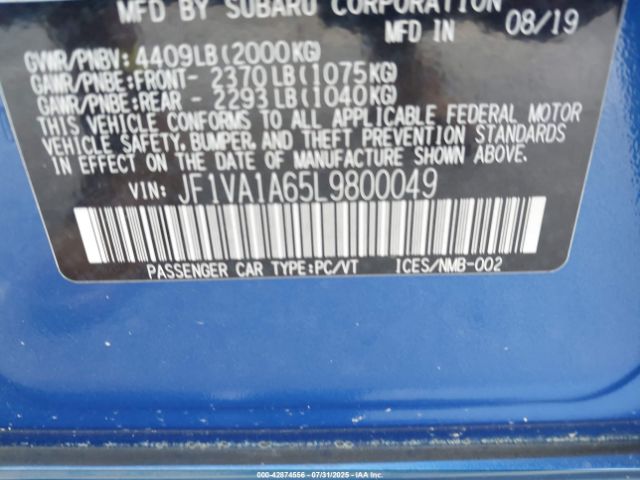 MFD BY SUBARU CORPORATION
MFD IN 08/19
GVWR/PNBV: 4409LB(2000KG)
GAWR/PNBE:FRONT- 2370LB(1075KG)
GAWR/PNBE:REAR - 2293LB(1040KG)
THIS VEHICLE CONFORMS TO ALL APPLICABLE FEDERAL MOTOR
VEHICLE SAFETY, BUMPER, AND THEFT PREVENTION STANDARDS
IN EFFECT ON THE DATE OF MANUFACTURE SHOWN ABOVE.
VIN: JF1VA1A65L9800049
PASSENGER CAR TYPE:PC/VT ICES/NMB-002
000-42874556 - 07/31/2025 - IAAI.COM